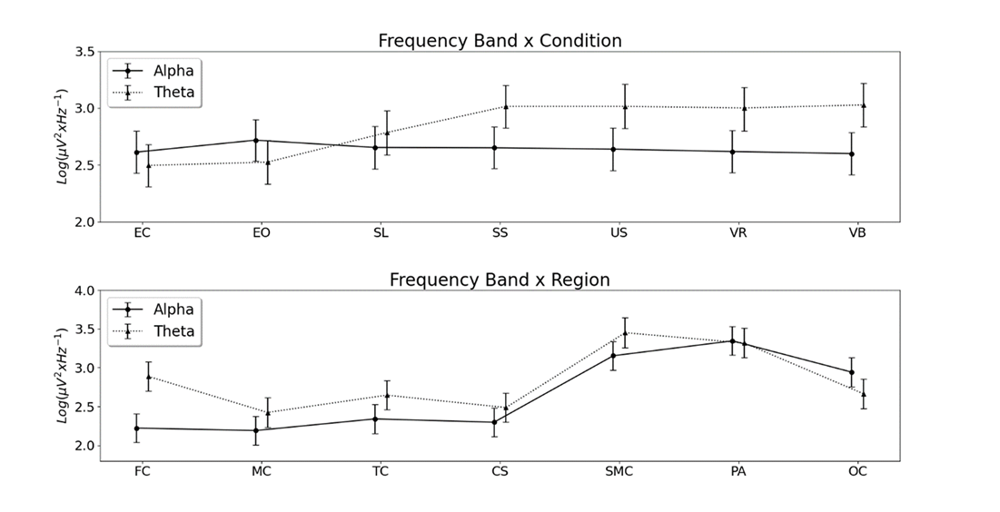 Frequency Band x Condition
Log(μV²xHz⁻¹)
3.5
3.0
2.5
2.0
Alpha
Theta
EC EO SL SS US VR VB
Frequency Band x Region
Log(μV²xHz⁻¹)
4.0
3.5
3.0
2.5
2.0
Alpha
Theta
FC MC TC CS SMC PA OC